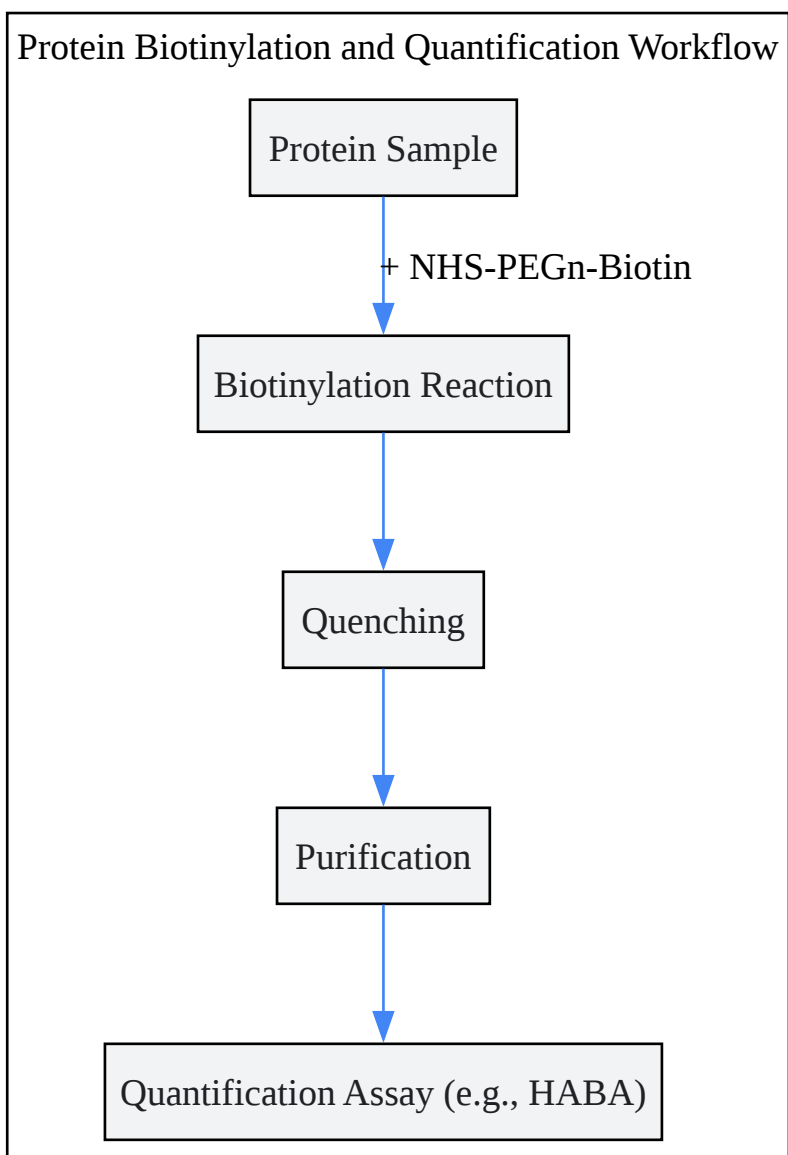 Protein Biotinylation and Quantification Workflow
Protein Sample
+ NHS-PEGn-Biotin
Biotinylation Reaction
Quenching
Purification
Quantification Assay (e.g., HABA)